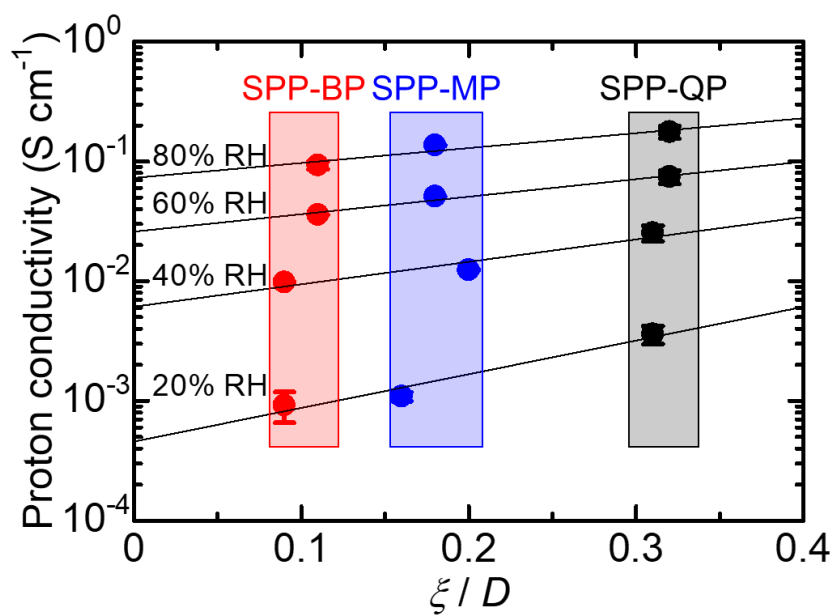 Proton conductivity (S cm⁻¹)
10⁰
10⁻¹
10⁻²
10⁻³
10⁻⁴
SPP-BP SPP-MP SPP-QP
80% RH
60% RH
40% RH
20% RH
0 0.1 0.2 0.3 0.4
ξ / D